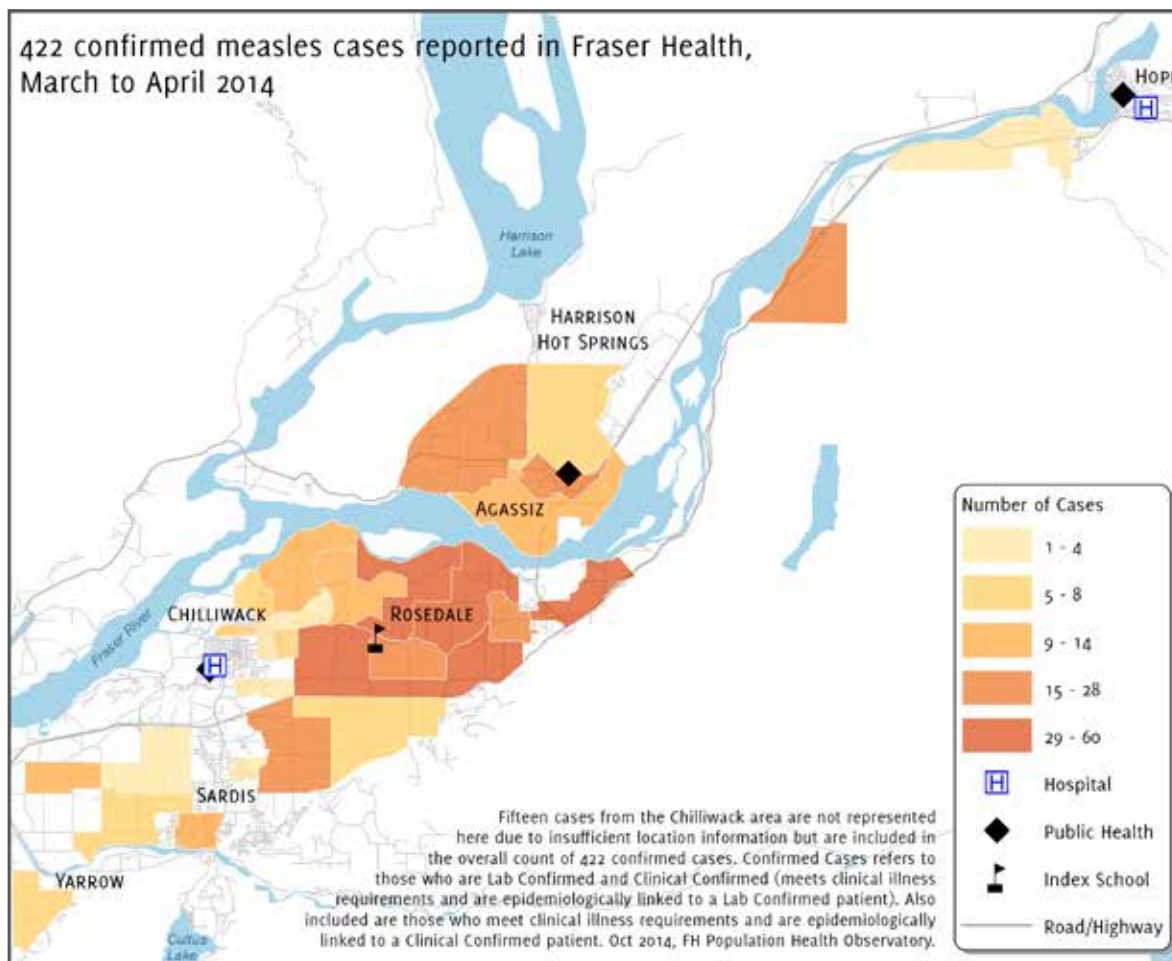 422 confirmed measles cases reported in Fraser Health,
March to April 2014
HOP
Harrison
Lake
HARRISON
HOT SPRINGS
AGASSIZ
CHILLIWACK
ROSEDALE
Fraser River
SARDIS
YARROW
Cultus
Lake
Number of Cases
1 - 4
5 - 8
9 - 14
15 - 28
29 - 60
H Hospital
Public Health
Index School
Road/Highway
H
H
Fifteen cases from the Chilliwack area are not represented
here due to insufficient location information but are included in
the overall count of 422 confirmed cases. Confirmed Cases refers to
those who are Lab Confirmed and Clinical Confirmed (meets clinical illness
requirements and are epidemiologically linked to a Lab Confirmed patient). Also
included are those who meet clinical illness requirements and are epidemiologically
linked to a Clinical Confirmed patient. Oct 2014, FH Population Health Observatory.